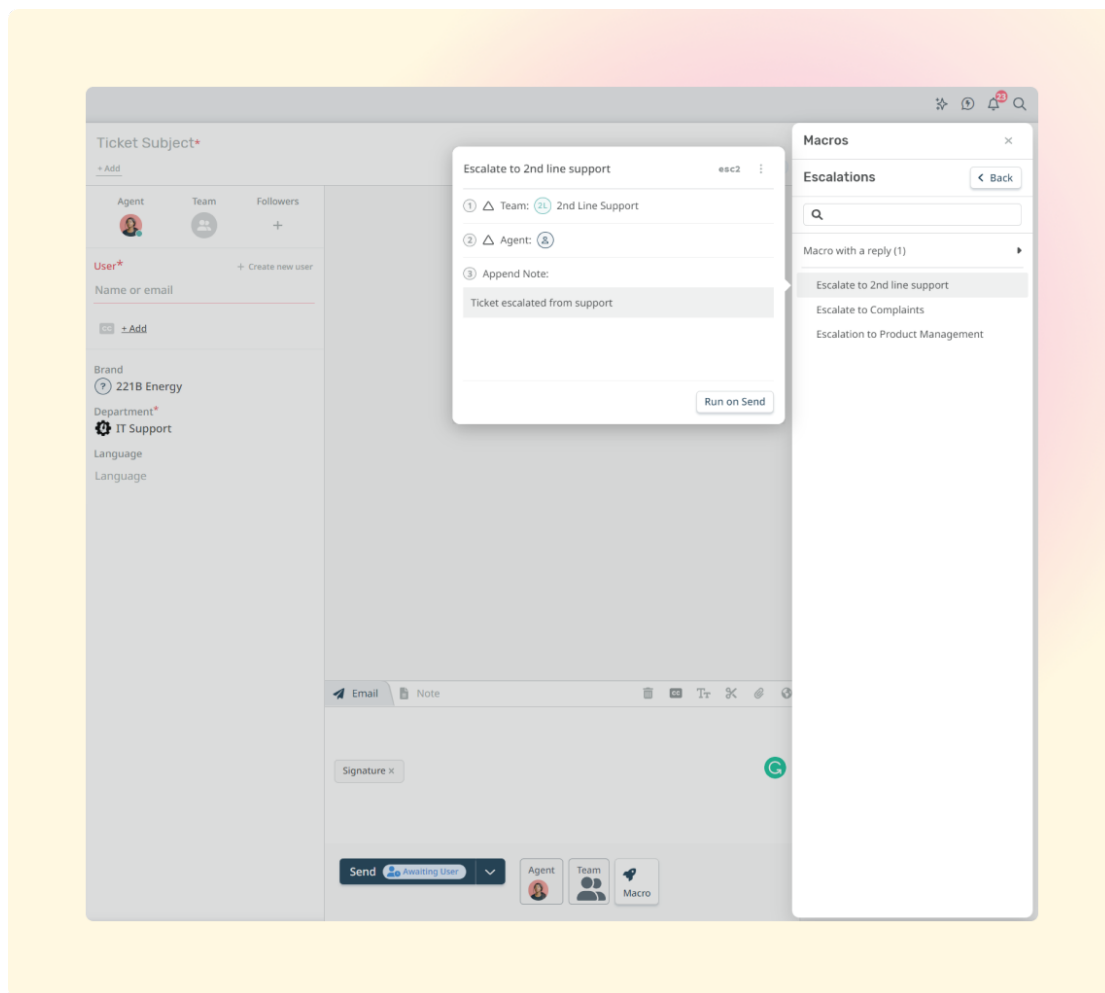 23
Ticket Subject*
+ Add
Agent Team Followers
User*
+ Create new user
Name or email
CC + Add
Brand
221B Energy
Department*
IT Support
Language
Language
Escalate to 2nd line support esc2
1 Team: 2L 2nd Line Support
2 Agent:
3 Append Note:
Ticket escalated from support
Run on Send
Macros
Escalations
Back
Macro with a reply (1)
Escalate to 2nd line support
Escalate to Complaints
Escalation to Product Management
Email Note
Signature ×
Send Awaiting User
Agent
Team
Macro